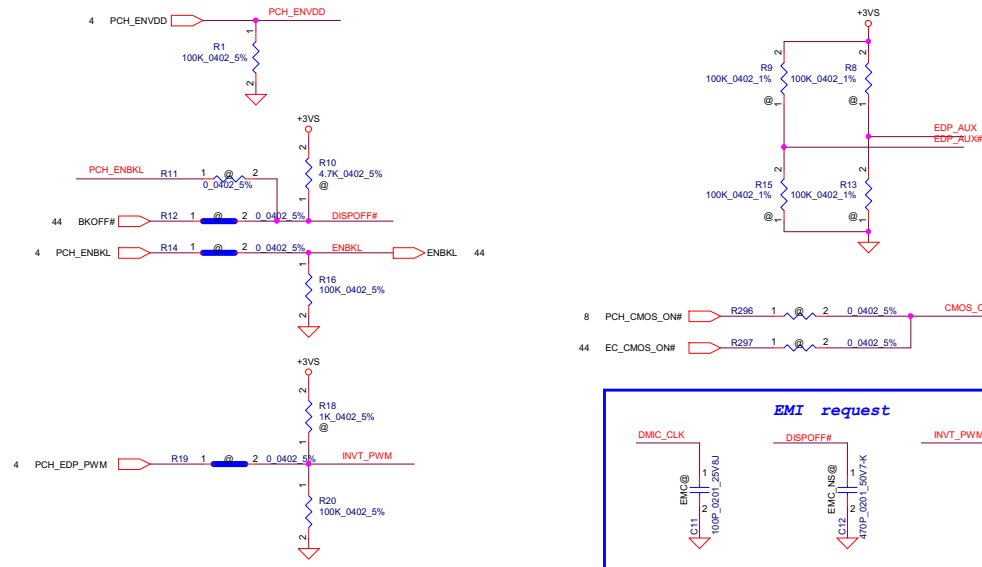 4 PCH_ENVDD
PCH_ENVDD
1
R1
100K_0402_5%
2
+3VS
2
R10
4.7K_0402_5%
@
1
PCH_ENBKL
R11
1
@
2
0_0402_5%
44 BKOFF#
R12
1
@
2
0_0402_5%
DISPOFF#
4 PCH_ENBKL
R14
1
@
2
0_0402_5%
ENBKL
ENBKL 44
1
R16
100K_0402_5%
2
+3VS
2
R18
1K_0402_5%
@
1
4 PCH_EDP_PWM
R19
1
@
2
0_0402_5%
INVT_PWM
1
R20
100K_0402_5%
2
+3VS
2
R9
100K_0402_1%
@
1
2
R8
100K_0402_1%
@
1
EDP_AUX
EDP_AUX#
1
R15
100K_0402_1%
@
2
1
R13
100K_0402_1%
@
2
8 PCH_CMOS_ON#
R296
1
@
2
0_0402_5%
CMOS_O
44 EC_CMOS_ON#
R297
1
@
2
0_0402_5%
EMI request
DMIC_CLK
EMC@
1
2
C11
100P_0201_25V8J
DISPOFF#
EMC_NS@
1
2
C12
470P_0201_50V7-K
INVT_PWM